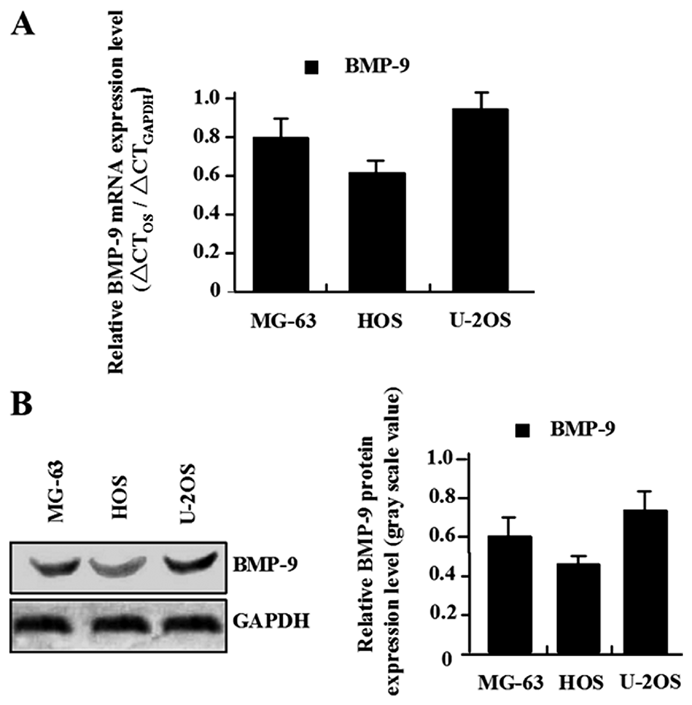 A
Relative BMP-9 mRNA expression level
(△CTOS / △CTGAPDH)
BMP-9
1.0
0.8
0.6
0.4
0.2
0
MG-63 HOS U-2OS
B
MG-63 HOS U-2OS
BMP-9
GAPDH
Relative BMP-9 protein
expression level (gray scale value)
BMP-9
1.0
0.8
0.6
0.4
0.2
0
MG-63 HOS U-2OS